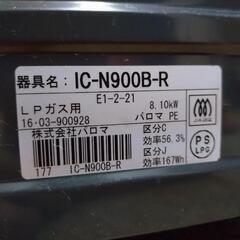 器具名: IC-N900B-R
E1-2-21
LPガス用 8.10kW
16・03-900928 パロマ PE
株式会社パロマ 区分C
効率56.3%
区分J
177 IC-N900B-R 効率167Wh
PS
LPG